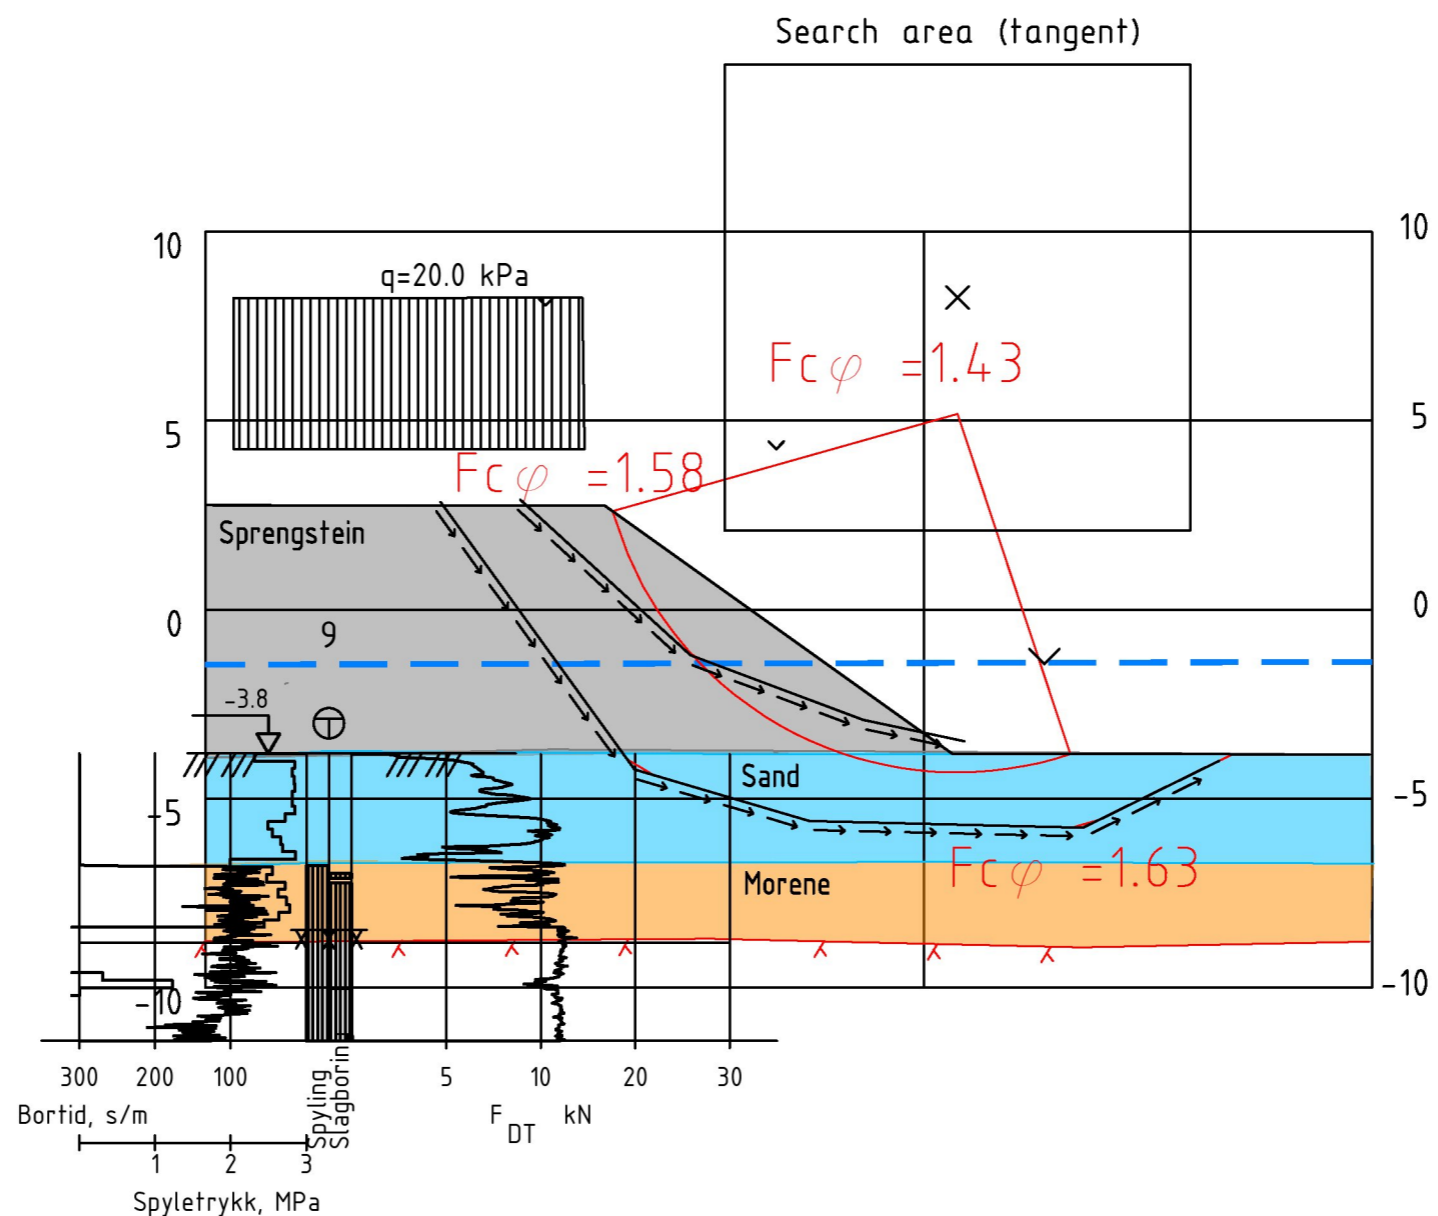 Search area (tangent)
10 10
q=20.0 kPa
Fcφ =1.43
5 5
Fcφ =1.58
Sprengstein
0 0
9
-3.8
Sand
-5 -5
Fcφ =1.63
Morene
-10 -10
300 200 100 5 10 20 30
Spyling
Slagborin
Bortid, s/m
F DT kN
1 2 3
Spyletrykk, MPa